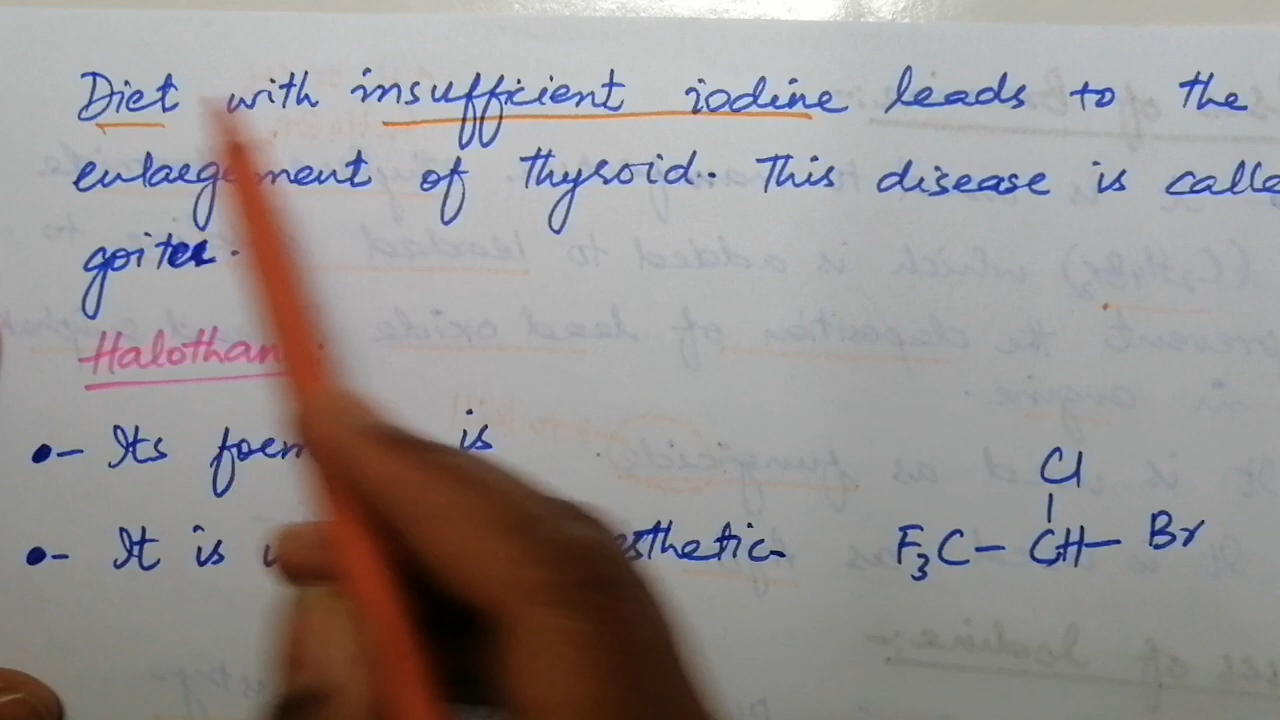 Diet with insufficient iodine leads to the
enlargement of thyroid. This disease is calle
goiter.
Halothan
•- Its form is
•- It is u esthetic.
Cl
F₃C - CH - Br